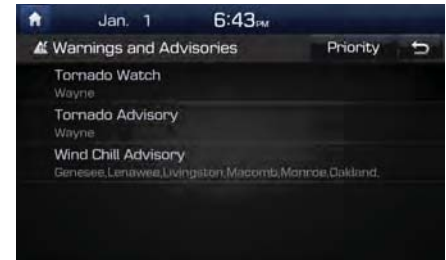 Jan. 1 6:43PM
Warnings and Advisories Priority
Tornado Watch
Wayne
Tornado Advisory
Wayne
Wind Chill Advisory
Genesee,Lenawee,Livingston,Macomb,Monroe,Oakland,